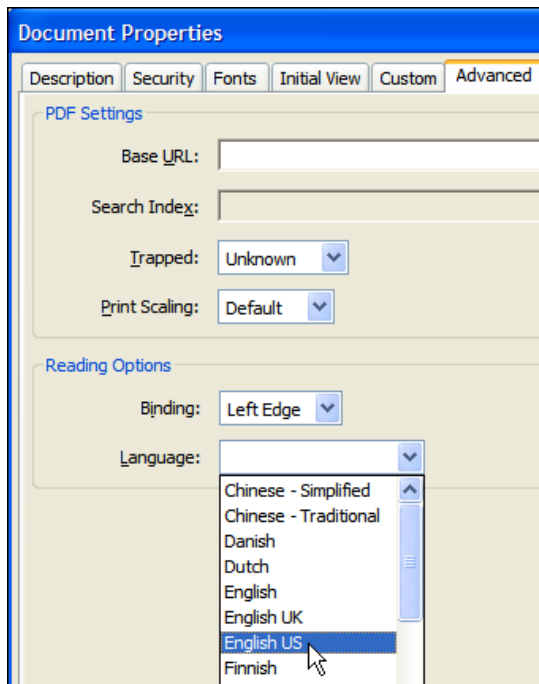 Document Properties
Description Security Fonts Initial View Custom Advanced
PDF Settings
Base URL:
Search Index:
Trapped: Unknown
Print Scaling: Default
Reading Options
Binding: Left Edge
Language:
Chinese - Simplified
Chinese - Traditional
Danish
Dutch
English
English UK
English US
Finnish